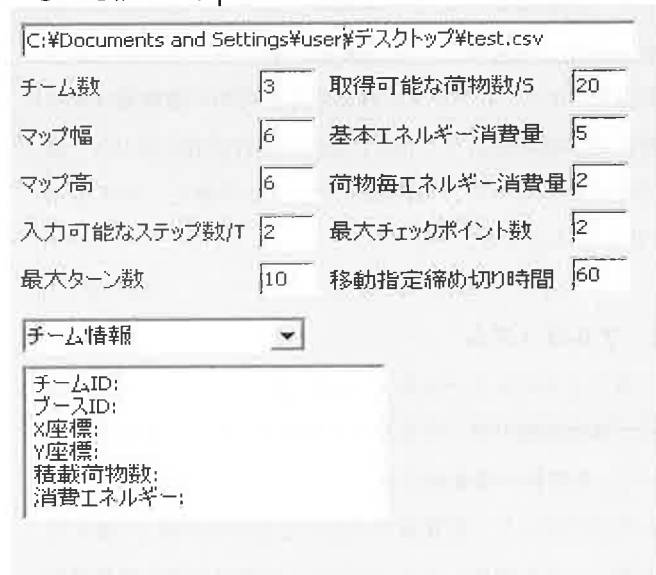 C:¥Documents and Settings¥user¥デスクトップ¥test.csv
チーム数 3 取得可能な荷物数/S 20
マップ幅 6 基本エネルギー消費量 5
マップ高 6 荷物毎エネルギー消費量 2
入力可能なステップ数/T 2 最大チェックポイント数 2
最大ターン数 10 移動指定締め切り時間 60
チーム情報
チームID:
ブースID:
X座標:
Y座標:
積載荷物数:
消費エネルギー: